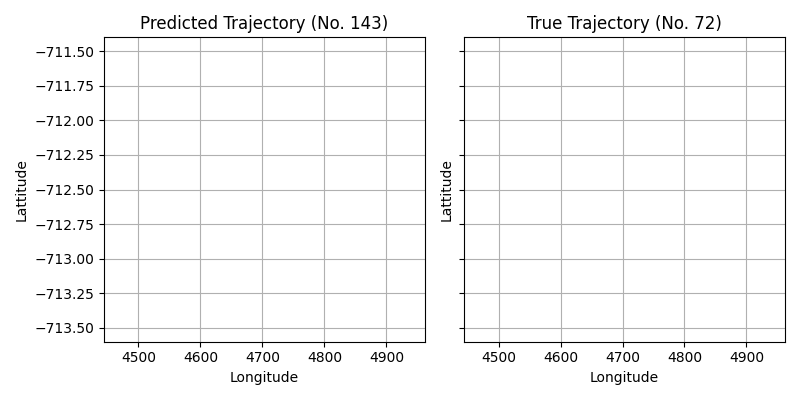 Predicted Trajectory (No. 143)
−711.50
−711.75
−712.00
−712.25
−712.50
−712.75
−713.00
−713.25
−713.50
Lattitude
4500 4600 4700 4800 4900
Longitude
True Trajectory (No. 72)
Lattitude
4500 4600 4700 4800 4900
Longitude